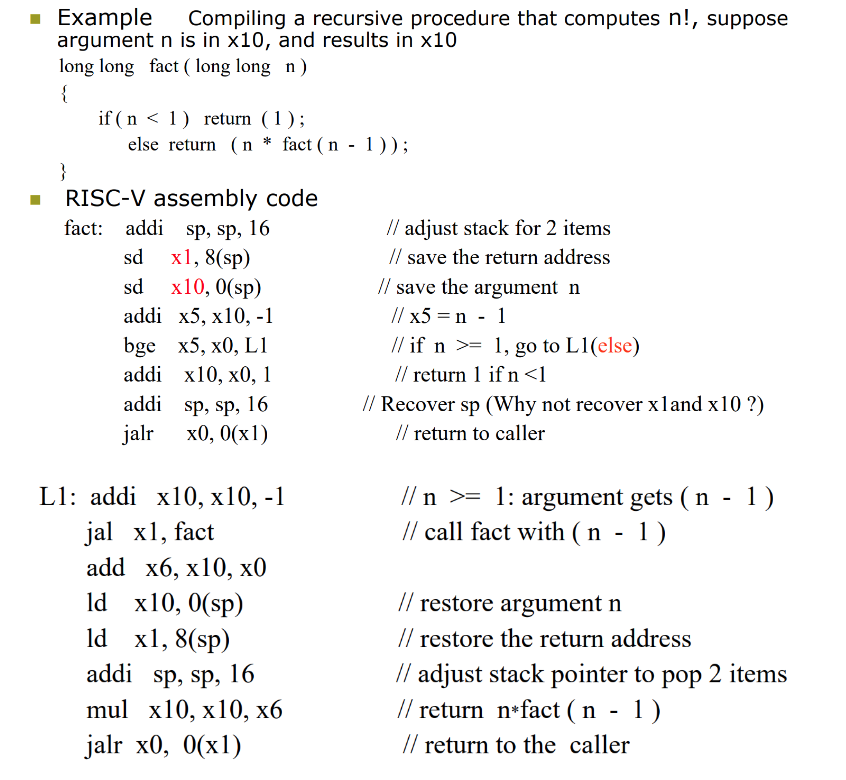 Example Compiling a recursive procedure that computes n!, suppose
argument n is in x10, and results in x10
long long fact ( long long n )
{
if ( n < 1 ) return ( 1 ) ;
else return ( n * fact ( n - 1 ) ) ;
}
RISC-V assembly code
fact: addi sp, sp, 16 // adjust stack for 2 items
sd x1, 8(sp) // save the return address
sd x10, 0(sp) // save the argument n
addi x5, x10, -1 // x5 = n - 1
bge x5, x0, L1 // if n >= 1, go to L1(else)
addi x10, x0, 1 // return 1 if n <1
addi sp, sp, 16 // Recover sp (Why not recover x1and x10 ?)
jalr x0, 0(x1) // return to caller
L1: addi x10, x10, -1 // n >= 1: argument gets ( n - 1 )
jal x1, fact // call fact with ( n - 1 )
add x6, x10, x0
ld x10, 0(sp) // restore argument n
ld x1, 8(sp) // restore the return address
addi sp, sp, 16 // adjust stack pointer to pop 2 items
mul x10, x10, x6 // return n*fact ( n - 1 )
jalr x0, 0(x1) // return to the caller